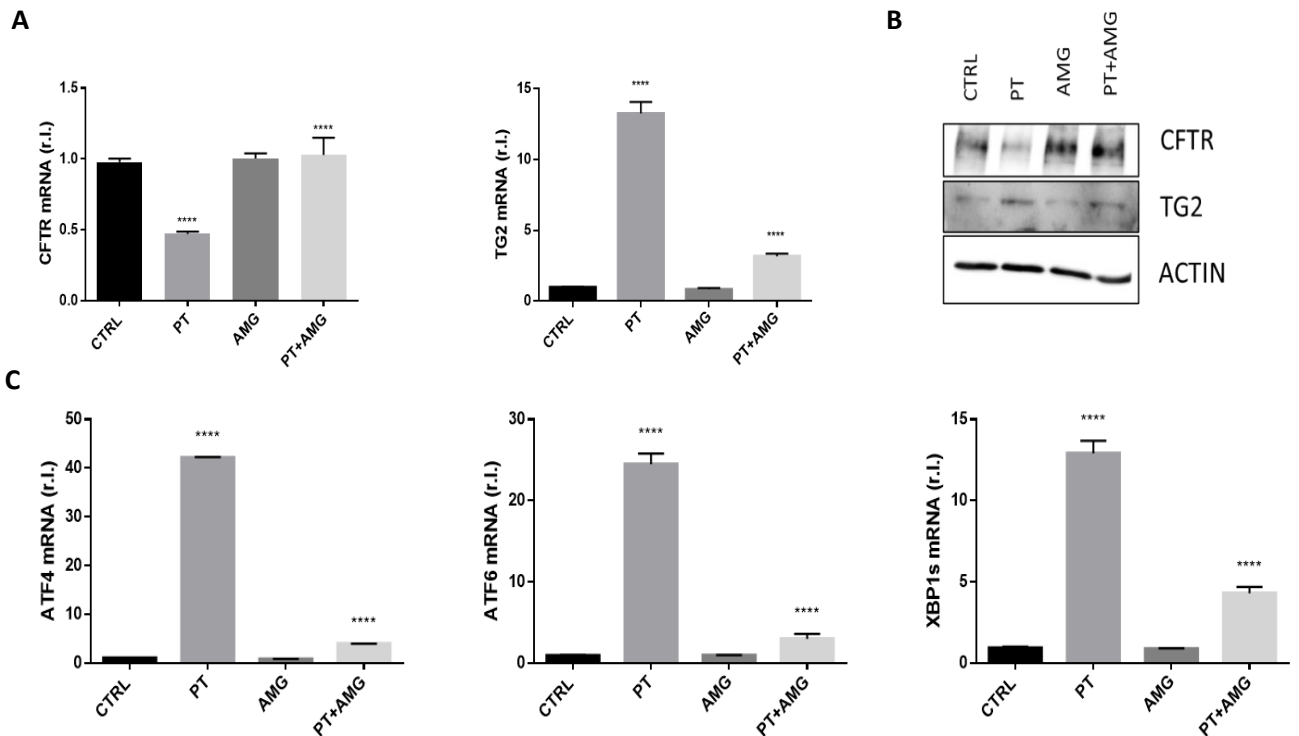 A
CFTR mRNA (r.l.)
1.5
1.0
0.5
0.0
****
****
CTRL
PT
AMG
PT+AMG
TG2 mRNA (r.l.)
15
10
5
0
****
****
CTRL
PT
AMG
PT+AMG
B
CTRL
PT
AMG
PT+AMG
CFTR
TG2
ACTIN
C
ATF4 mRNA (r.l.)
50
40
30
20
10
0
****
****
CTRL
PT
AMG
PT+AMG
ATF6 mRNA (r.l.)
30
20
10
0
****
****
CTRL
PT
AMG
PT+AMG
XBP1s mRNA (r.l.)
15
10
5
0
****
****
CTRL
PT
AMG
PT+AMG